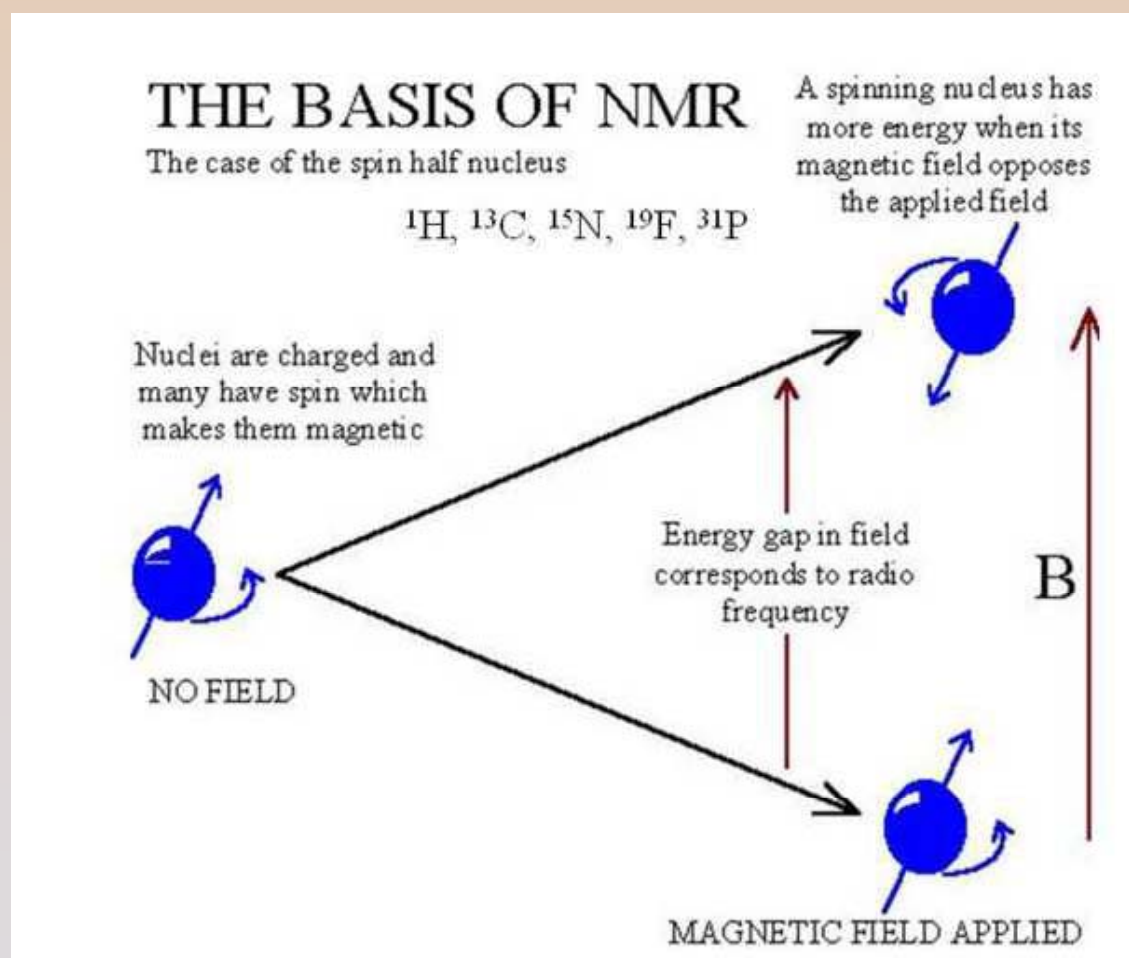 THE BASIS OF NMR
The case of the spin half nucleus
¹H, ¹³C, ¹⁵N, ¹⁹F, ³¹P
A spinning nucleus has
more energy when its
magnetic field opposes
the applied field
Nuclei are charged and
many have spin which
makes them magnetic
NO FIELD
Energy gap in field
corresponds to radio
frequency
B
MAGNETIC FIELD APPLIED